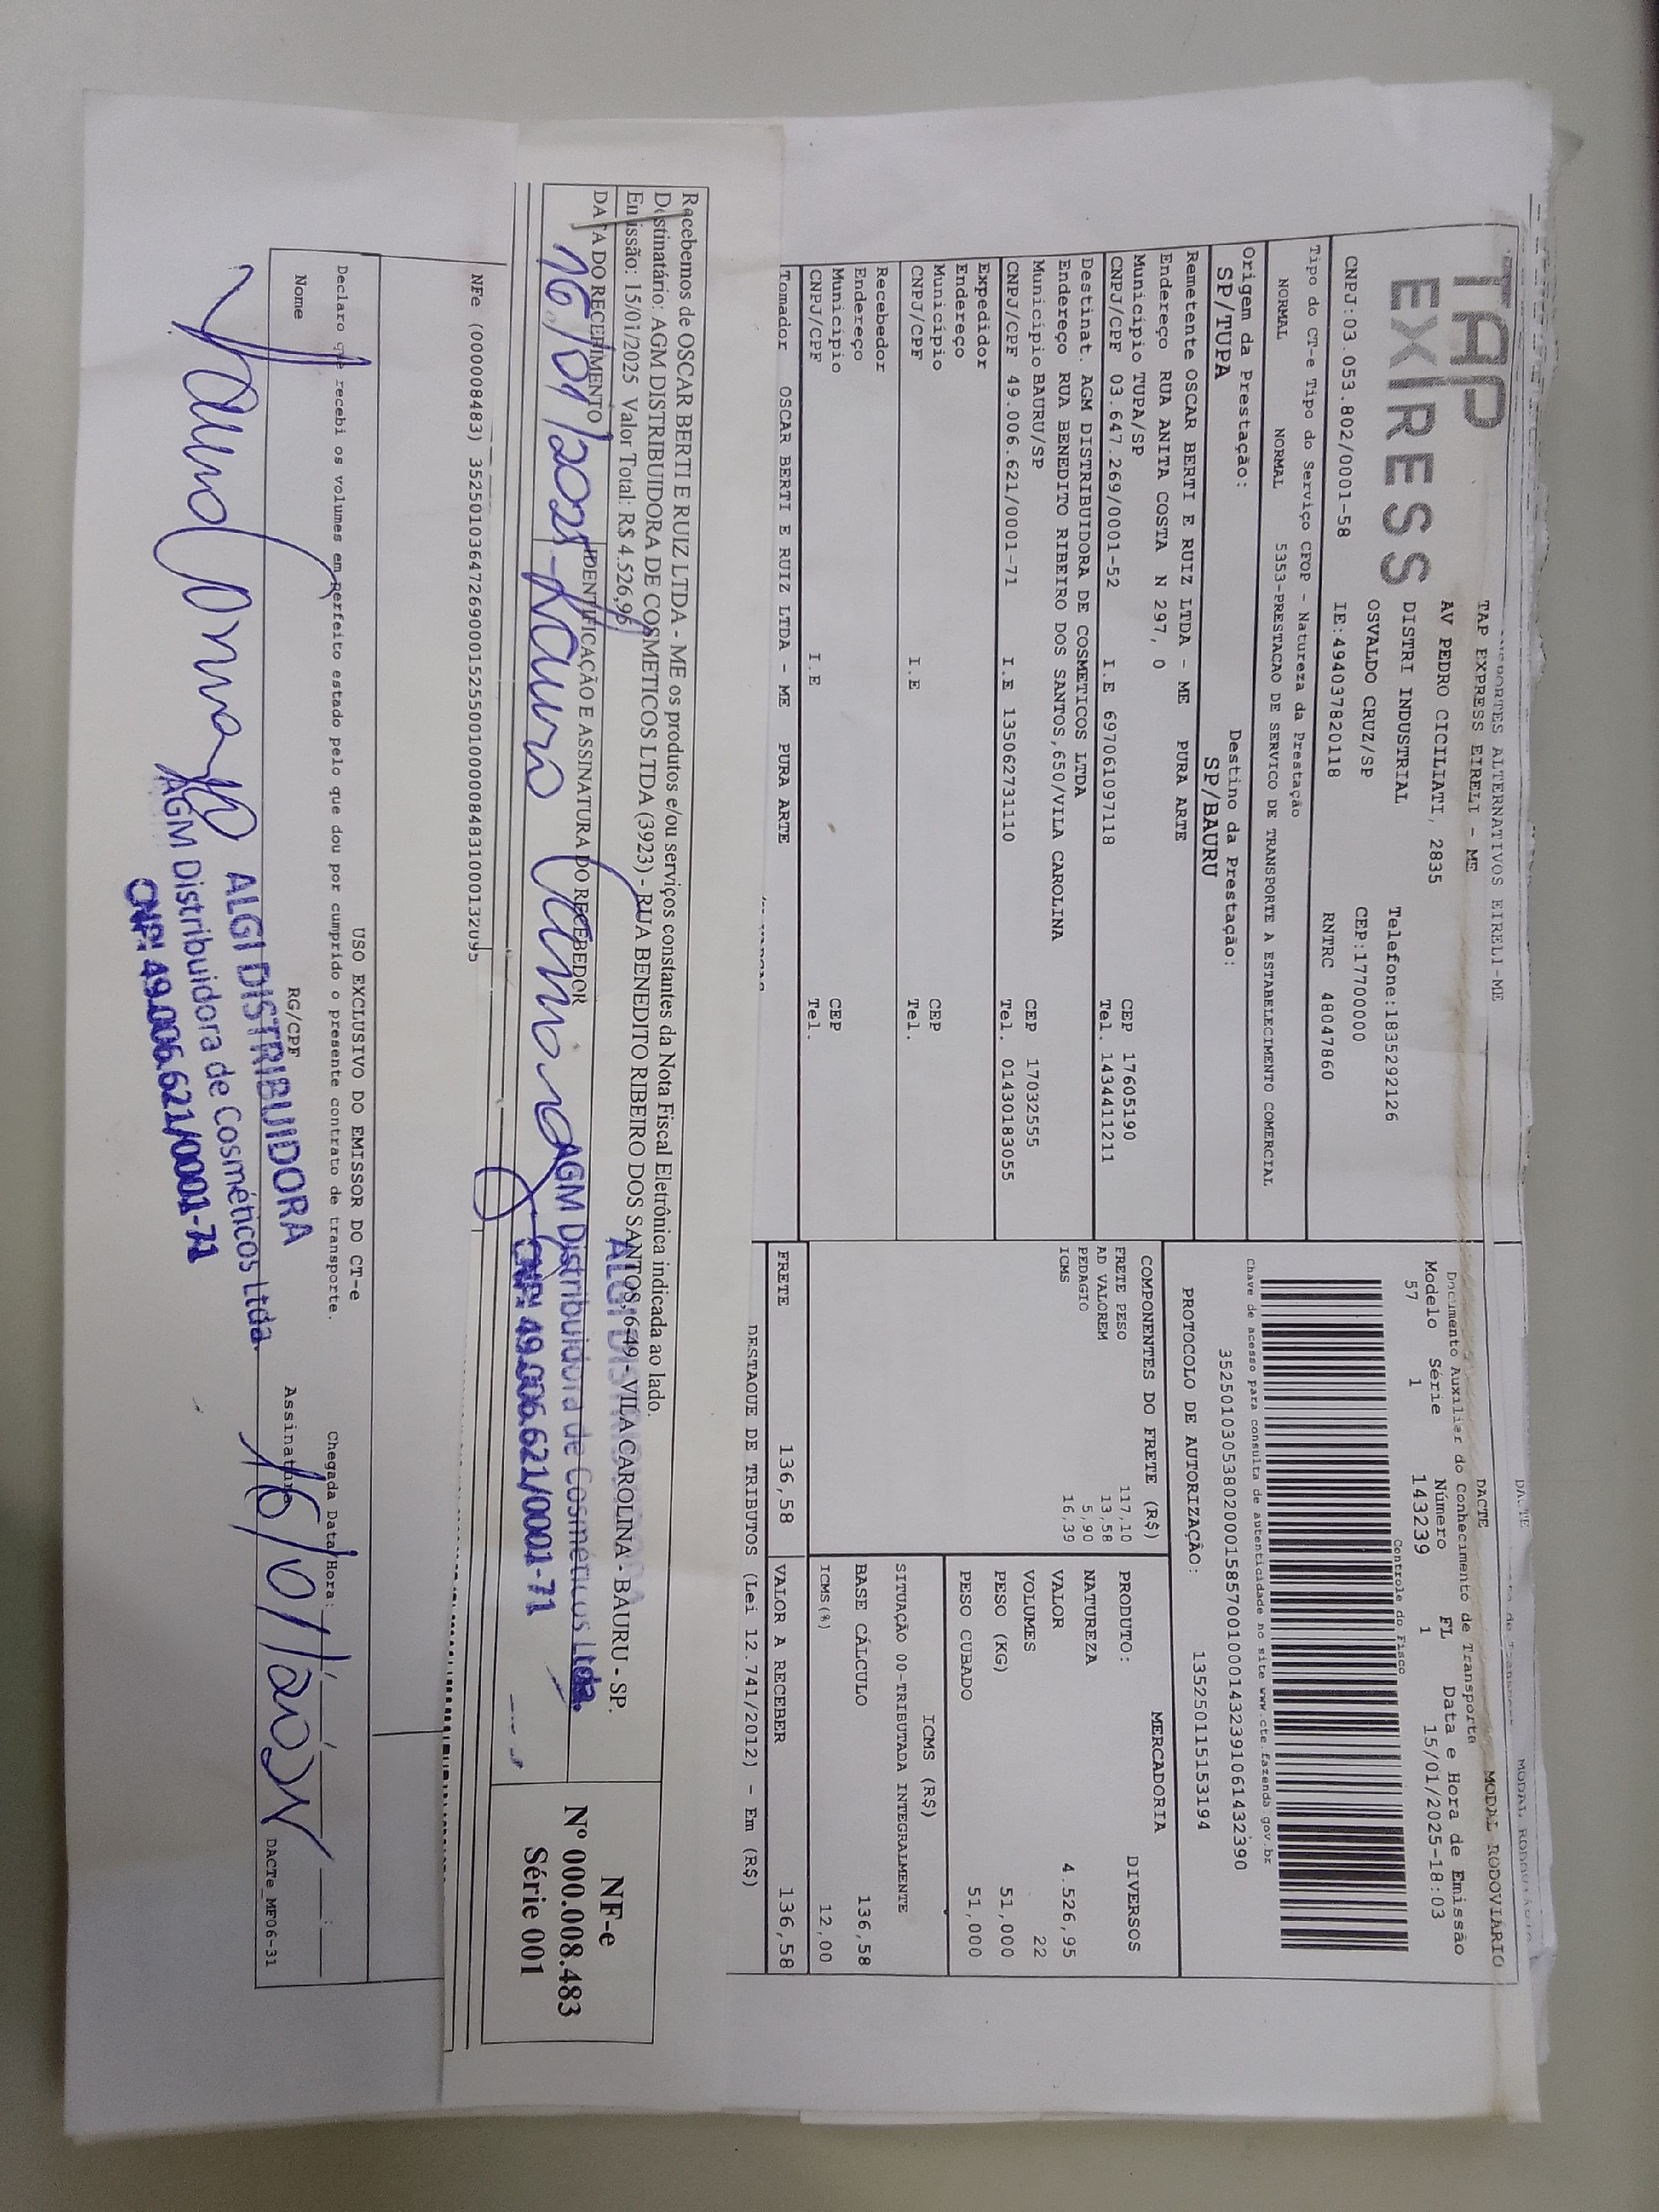 TAP EXPRESS
TAP EXPRESS EIRELI - ME
AV PEDRO CICILIATI, 2835
DISTRI INDUSTRIAL
OSVALDO CRUZ/SP
Telefone:1835292126
CEP:17700000
CNPJ:03.053.802/0001-58
IE:494037820118
RNTRC 48047860
DACTE
MODAL RODOVIÁRIO
Documento Auxiliar do Conhecimento de Transporte
Modelo Série Número FL Data e Hora de Emissão
57 1 143239 1 15/01/2025-18:03
Controle do Fisco
Chave de acesso para consulta de autenticidade no site www.cte.fazenda.gov.br
35250103053802000158570010001432391061432390
PROTOCOLO DE AUTORIZAÇÃO: 135250115153194
Tipo do CT-e Tipo do Serviço CFOP - Natureza da Prestação
NORMAL NORMAL 5353-PRESTACAO DE SERVICO DE TRANSPORTE A ESTABELECIMENTO COMERCIAL
Origem da Prestação: Destino da Prestação:
SP/TUPA SP/BAURU
Remetente OSCAR BERTI E RUIZ LTDA - ME PURA ARTE
Endereço RUA ANITA COSTA N 297, 0
Município TUPA/SP CEP 17605190
CNPJ/CPF 03.647.269/0001-52 I.E 697061097118 Tel. 1434411211
Destinat. AGM DISTRIBUIDORA DE COSMETICOS LTDA
Endereço RUA BENEDITO RIBEIRO DOS SANTOS,650/VILA CAROLINA
Município BAURU/SP CEP 17032555
CNPJ/CPF 49.006.621/0001-71 I.E 135062731110 Tel. 01430183055
Expedidor
Endereço
Município CEP
CNPJ/CPF I.E Tel.
Recebedor
Endereço
Município CEP
CNPJ/CPF I.E Tel.
Tomador OSCAR BERTI E RUIZ LTDA - ME PURA ARTE
COMPONENTES DO FRETE (R$)
FRETE PESO 117,10
AD VALOREM 13,58
PEDAGIO 5,90
ICMS 16,39
MERCADORIA
PRODUTO: DIVERSOS
NATUREZA
VALOR 4.526,95
VOLUMES 22
PESO (KG) 51,000
PESO CUBADO 51,000
ICMS (R$)
SITUAÇÃO 00-TRIBUTADA INTEGRALMENTE
BASE CÁLCULO 136,58
ICMS(%) 12,00
FRETE 136,58 VALOR A RECEBER 136,58
DESTAQUE DE TRIBUTOS (Lei 12.741/2012) - Em (R$)
Recebemos de OSCAR BERTI E RUIZ LTDA - ME os produtos e/ou serviços constantes da Nota Fiscal Eletrônica indicada ao lado.
Destinatário: AGM DISTRIBUIDORA DE COSMETICOS LTDA (3923) - RUA BENEDITO RIBEIRO DOS SANTOS, 649 - VILA CAROLINA - BAURU - SP.
Emissão: 15/01/2025 Valor Total: R$ 4.526,95
DATA DO RECEBIMENTO IDENTIFICAÇÃO E ASSINATURA DO RECEBEDOR
16/01/2025
ALGI DISTRIBUIDORA
AGM Distribuidora de Cosméticos Ltda.
CNPJ 49.006.621/0001-71
NF-e
Nº 000.008.483
Série 001
NFe (000008483) 35250103647269000152550010000084831000132095
USO EXCLUSIVO DO EMISSOR DO CT-e
Declaro que recebi os volumes em perfeito estado pelo que dou por cumprido o presente contrato de transporte.
Chegada Data/Hora:
Nome RG/CPF Assinatura
16/01/2025
ALGI DISTRIBUIDORA
AGM Distribuidora de Cosméticos Ltda.
CNPJ 49.006.621/0001-71
DACTe_MF06-31